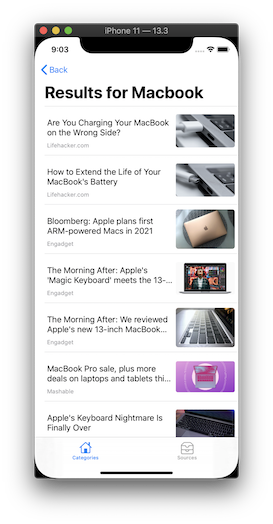 iPhone 11 — 13.3
9:03
Back
Results for Macbook
Are You Charging Your MacBook
on the Wrong Side?
Lifehacker.com
How to Extend the Life of Your
MacBook's Battery
Lifehacker.com
Bloomberg: Apple plans first
ARM-powered Macs in 2021
Engadget
The Morning After: Apple's
'Magic Keyboard' meets the 13-...
Engadget
The Morning After: We reviewed
Apple's new 13-inch MacBook...
Engadget
MacBook Pro sale, plus more
deals on laptops and tablets thi...
Mashable
Apple's Keyboard Nightmare Is
Finally Over
Categories
Sources